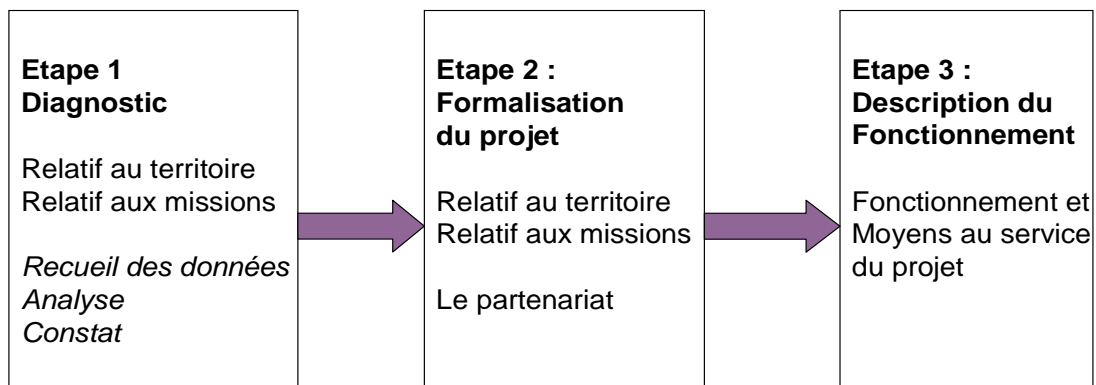 Etape 1
Diagnostic
Relatif au territoire
Relatif aux missions
Recueil des données
Analyse
Constat
Etape 2 :
Formalisation
du projet
Relatif au territoire
Relatif aux missions
Le partenariat
Etape 3 :
Description du
Fonctionnement
Fonctionnement et
Moyens au service
du projet